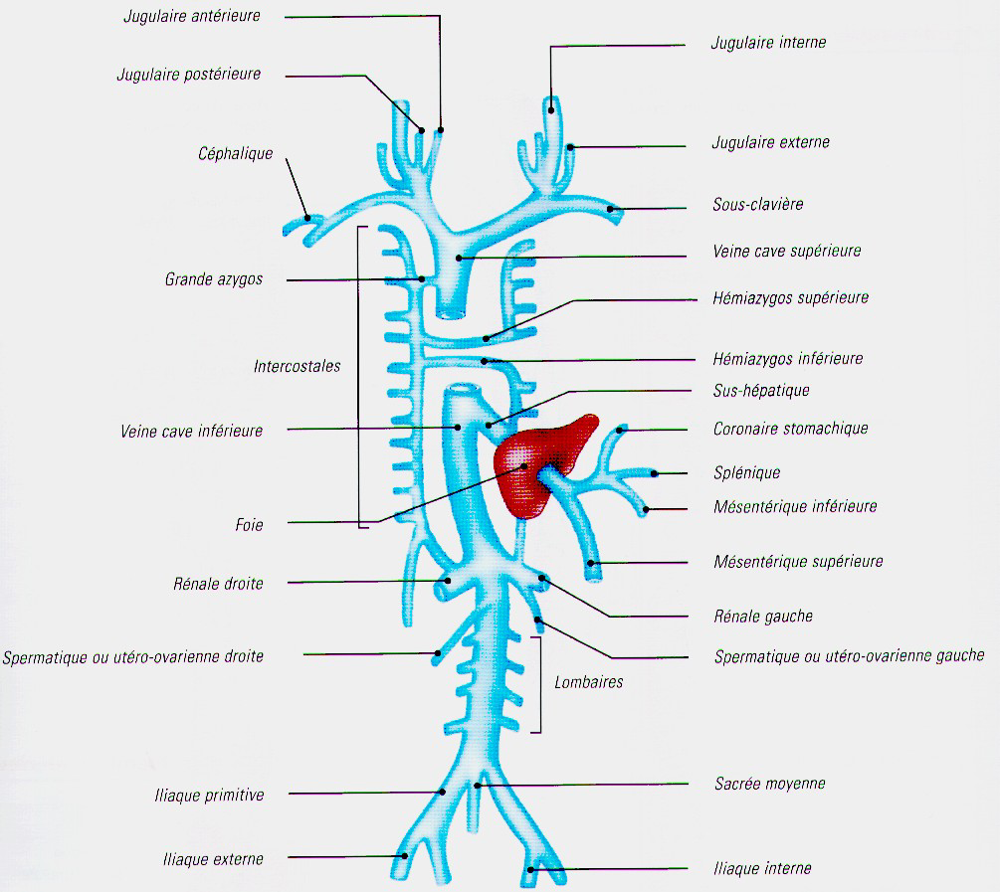 Jugulaire antérieure
Jugulaire postérieure
Céphalique
Grande azygos
Intercostales
Veine cave inférieure
Foie
Rénale droite
Spermatique ou utéro-ovarienne droite
Iliaque primitive
Iliaque externe
Jugulaire interne
Jugulaire externe
Sous-clavière
Veine cave supérieure
Hémiazygos supérieure
Hémiazygos inférieure
Sus-hépatique
Coronaire stomachique
Splénique
Mésentérique inférieure
Mésentérique supérieure
Rénale gauche
Spermatique ou utéro-ovarienne gauche
Lombaires
Sacrée moyenne
Iliaque interne